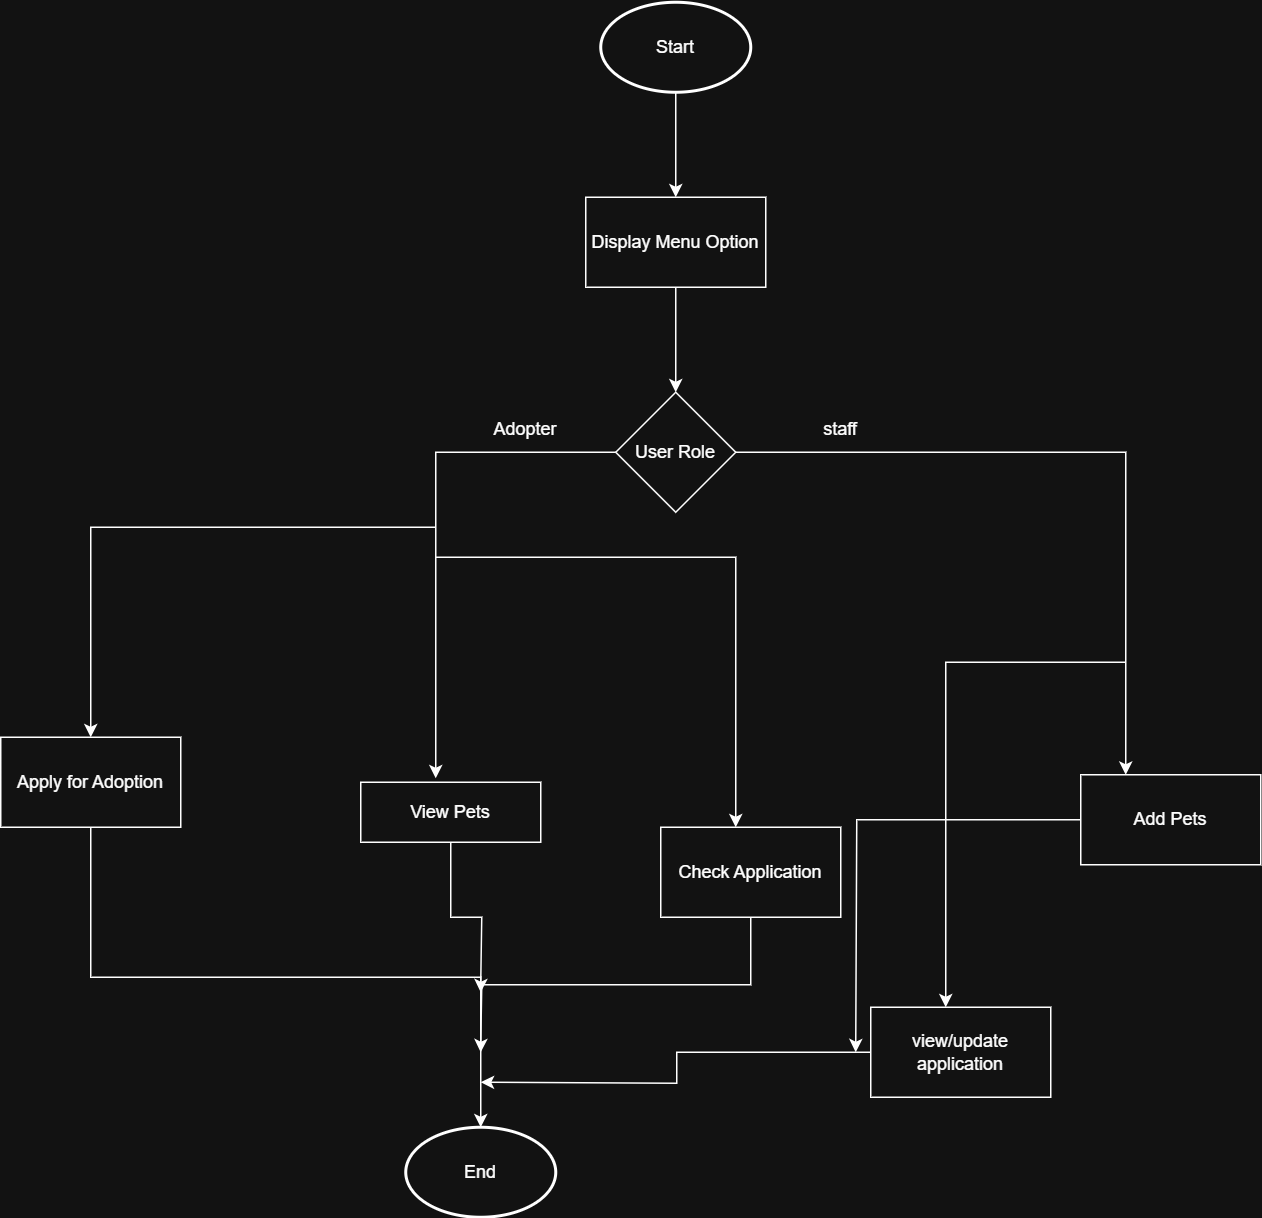 Start
Display Menu Option
Adopter
staff
User Role
Apply for Adoption
View Pets
Add Pets
Check Application
view/update
application
End